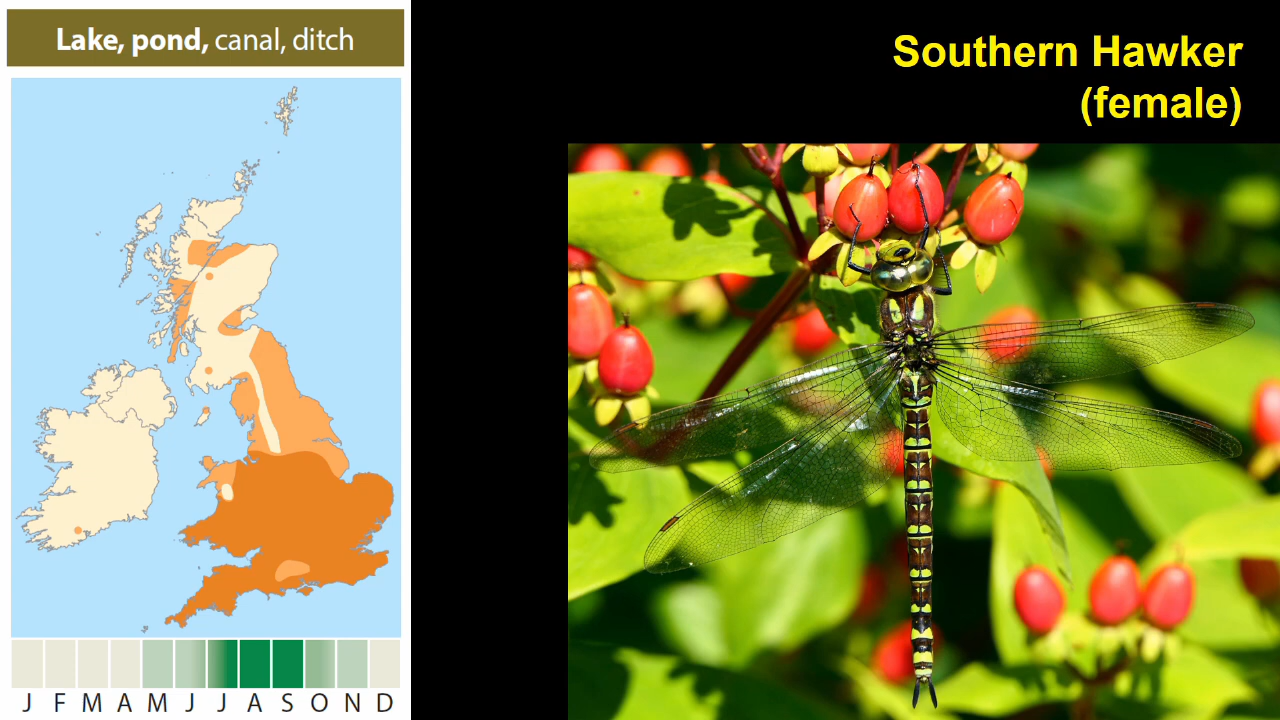 Lake, pond, canal, ditch
Southern Hawker
(female)
J F M A M J J A S O N D